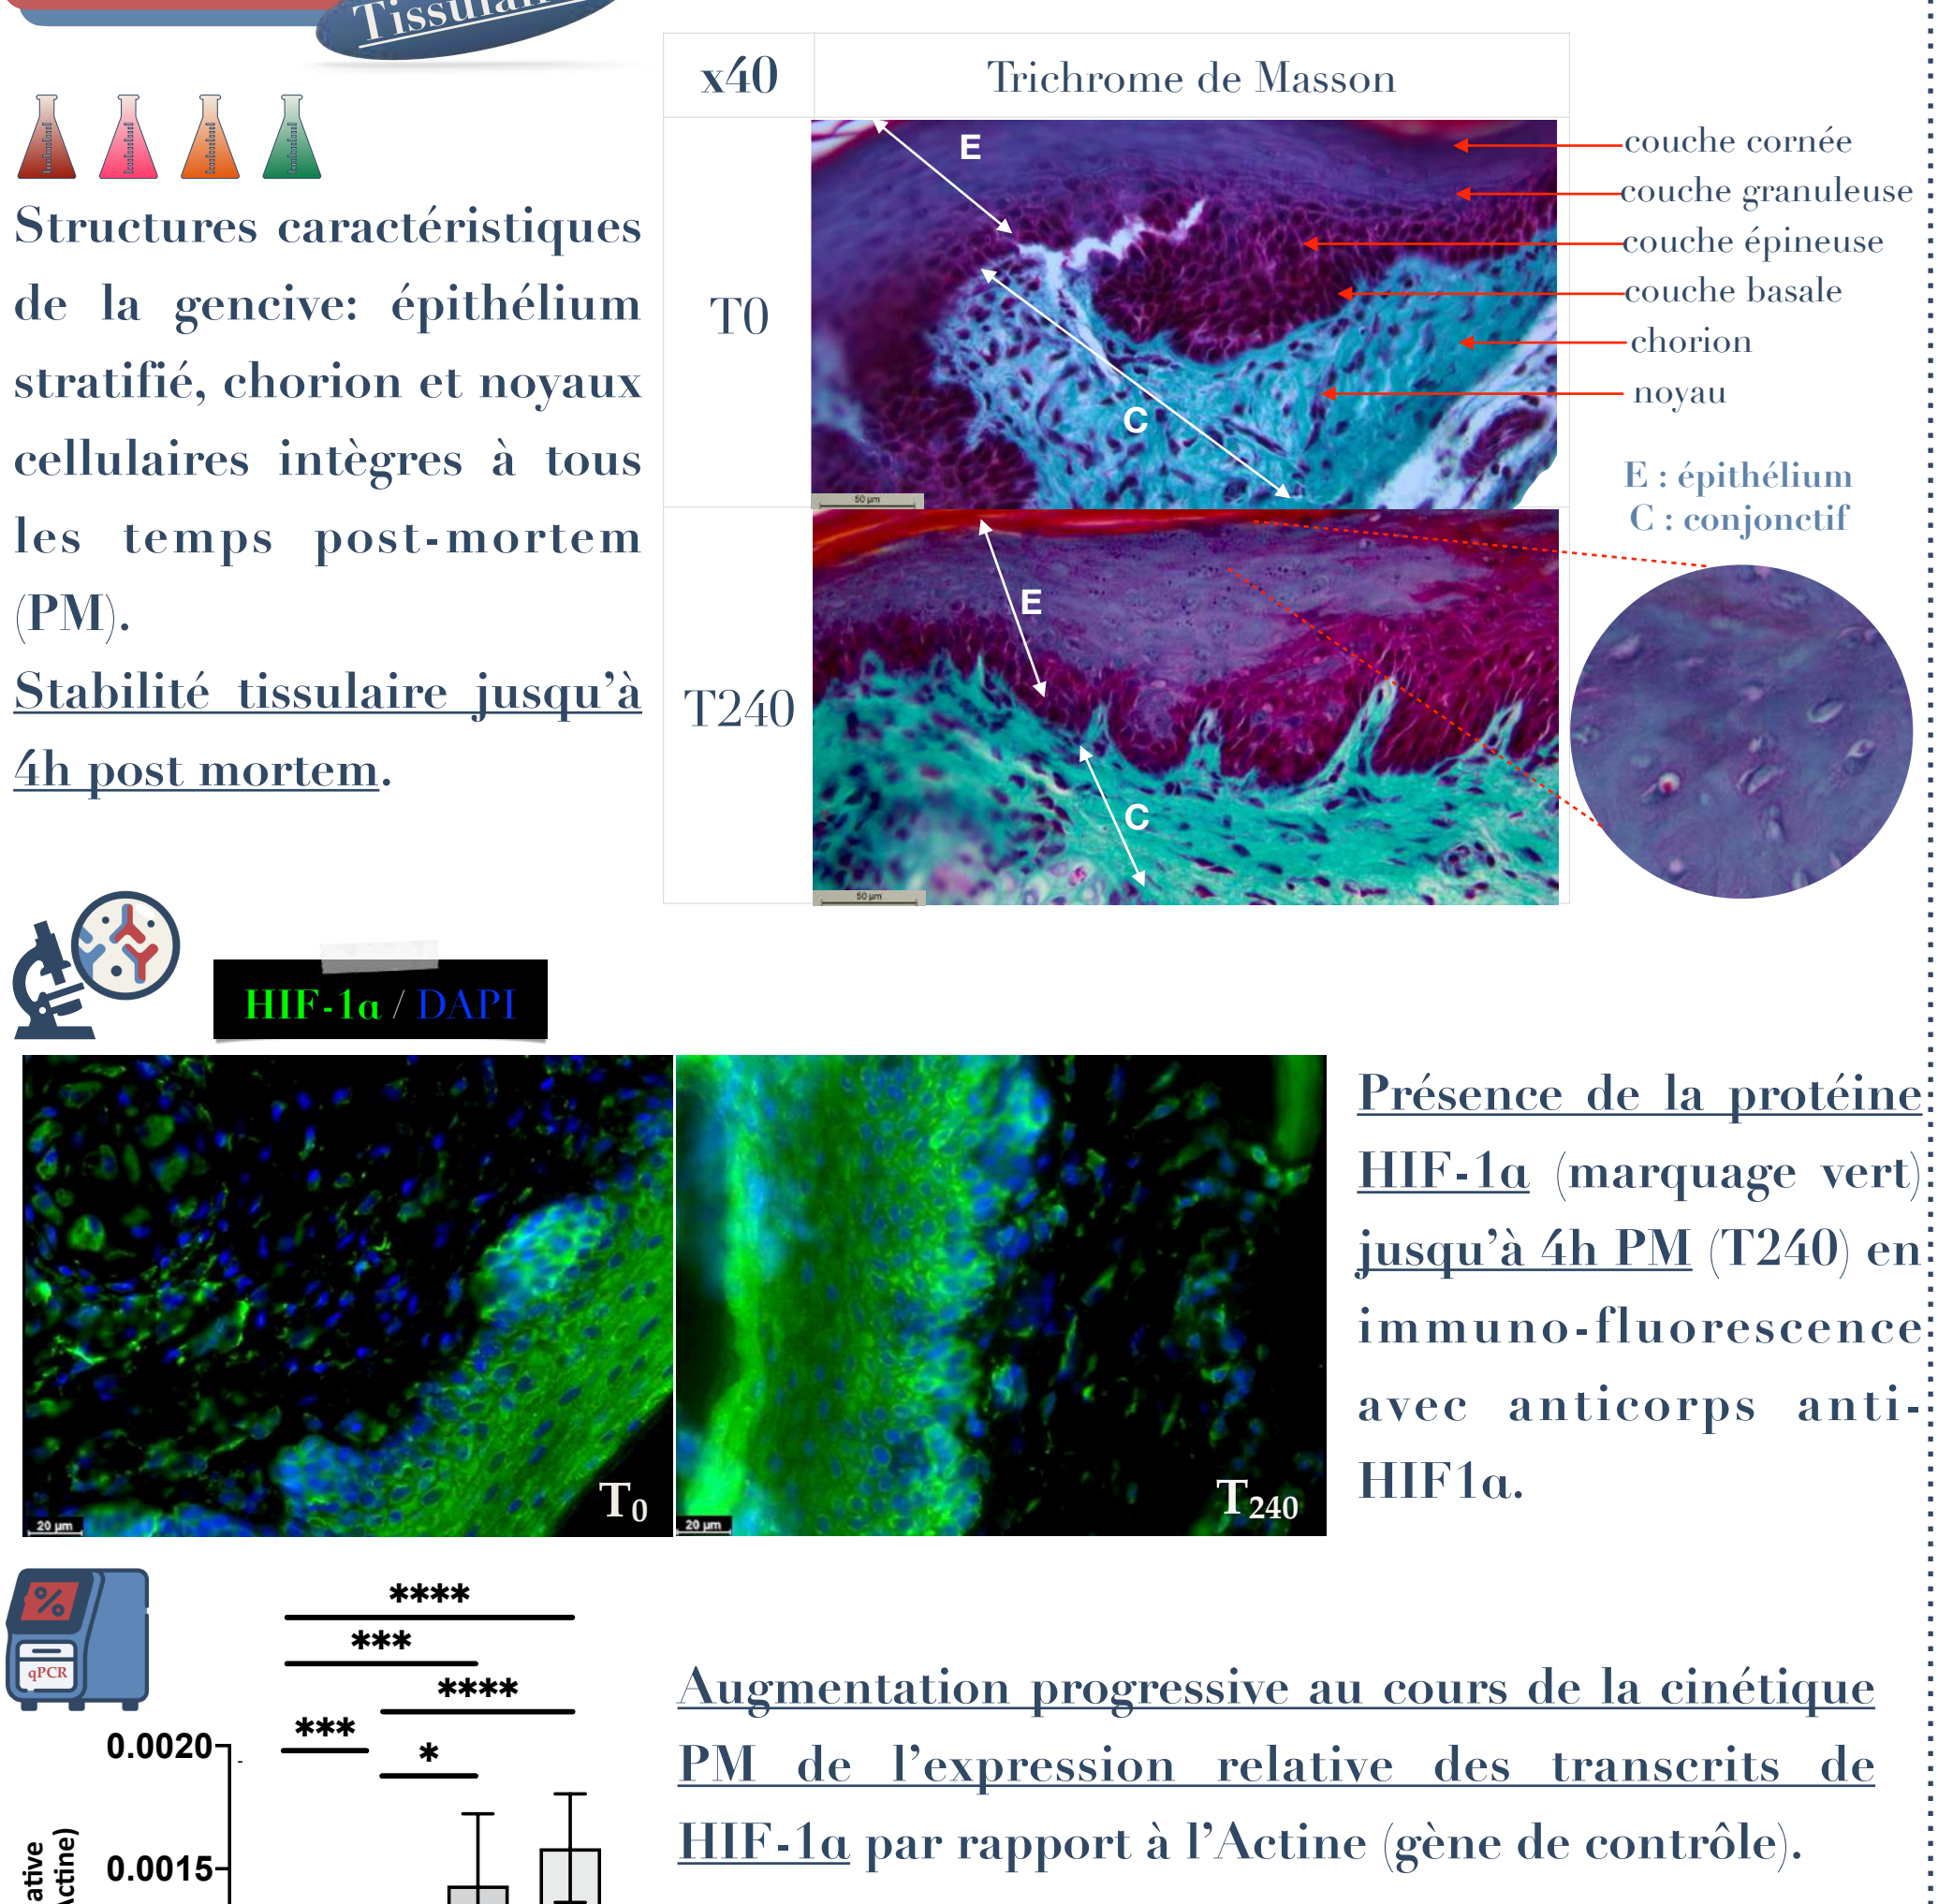 x40
Trichrome de Masson
Structures caractéristiques
de la gencive: épithélium
stratifié, chorion et noyaux
cellulaires intègres à tous
les temps post-mortem
(PM).
Stabilité tissulaire jusqu’à
4h post mortem.
T0
E
C
50 µm
couche cornée
couche granuleuse
couche épineuse
couche basale
chorion
noyau
E : épithélium
C : conjonctif
T240
E
C
50 µm
HIF-1α / DAPI
T0
20 µm
T240
20 µm
Présence de la protéine
HIF-1α (marquage vert)
jusqu’à 4h PM (T240) en
immuno-fluorescence
avec anticorps anti-
HIF1α.
%
qPCR
****
***
****
***
*
0.0020
0.0015
Augmentation progressive au cours de la cinétique
PM de l’expression relative des transcrits de
HIF-1α par rapport à l’Actine (gène de contrôle).